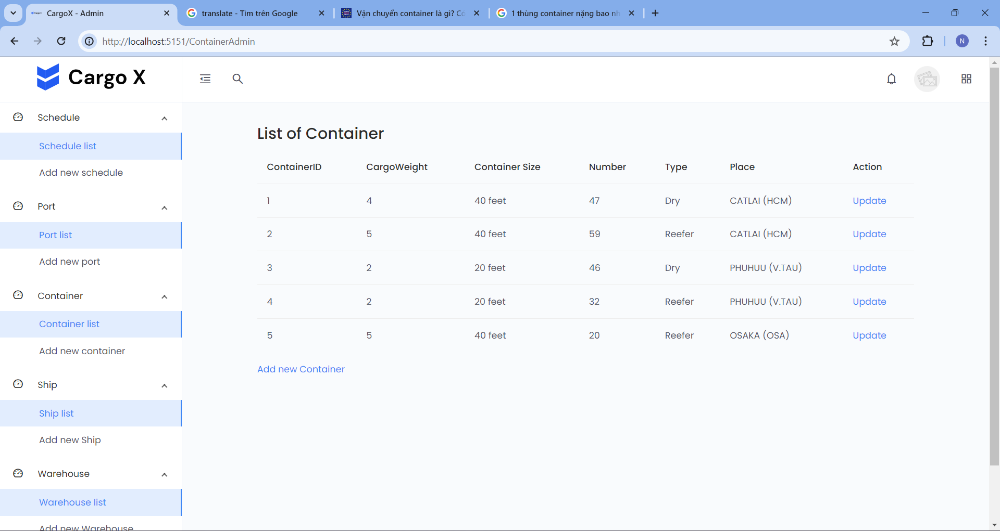 CargoX - Admin
translate - Tìm trên Google
Vận chuyển container là gì? Có
1 thùng container nặng bao nh
http://localhost:5151/ContainerAdmin
N
Cargo X
Schedule
Schedule list
Add new schedule
Port
Port list
Add new port
Container
Container list
Add new container
Ship
Ship list
Add new Ship
Warehouse
Warehouse list
Add new Warehouse
List of Container
ContainerID CargoWeight Container Size Number Type Place Action
1 4 40 feet 47 Dry CATLAI (HCM) Update
2 5 40 feet 59 Reefer CATLAI (HCM) Update
3 2 20 feet 46 Dry PHUHUU (V.TAU) Update
4 2 20 feet 32 Reefer PHUHUU (V.TAU) Update
5 5 40 feet 20 Reefer OSAKA (OSA) Update
Add new Container